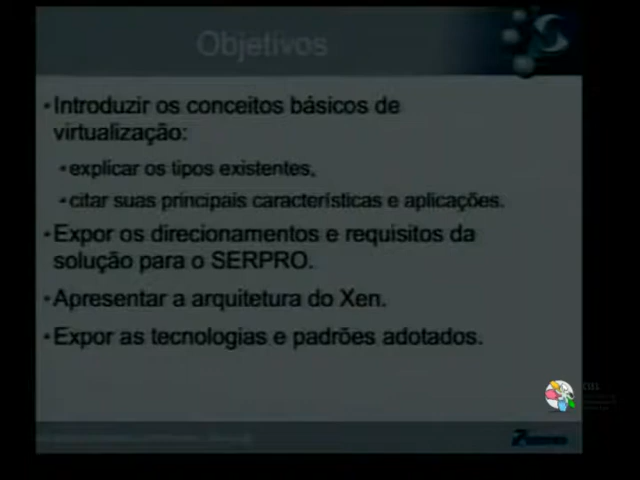 Objetivos
•Introduzir os conceitos básicos de
virtualização:
•explicar os tipos existentes,
•citar suas principais características e aplicações.
•Expor os direcionamentos e requisitos da
solução para o SERPRO.
•Apresentar a arquitetura do Xen.
•Expor as tecnologias e padrões adotados.